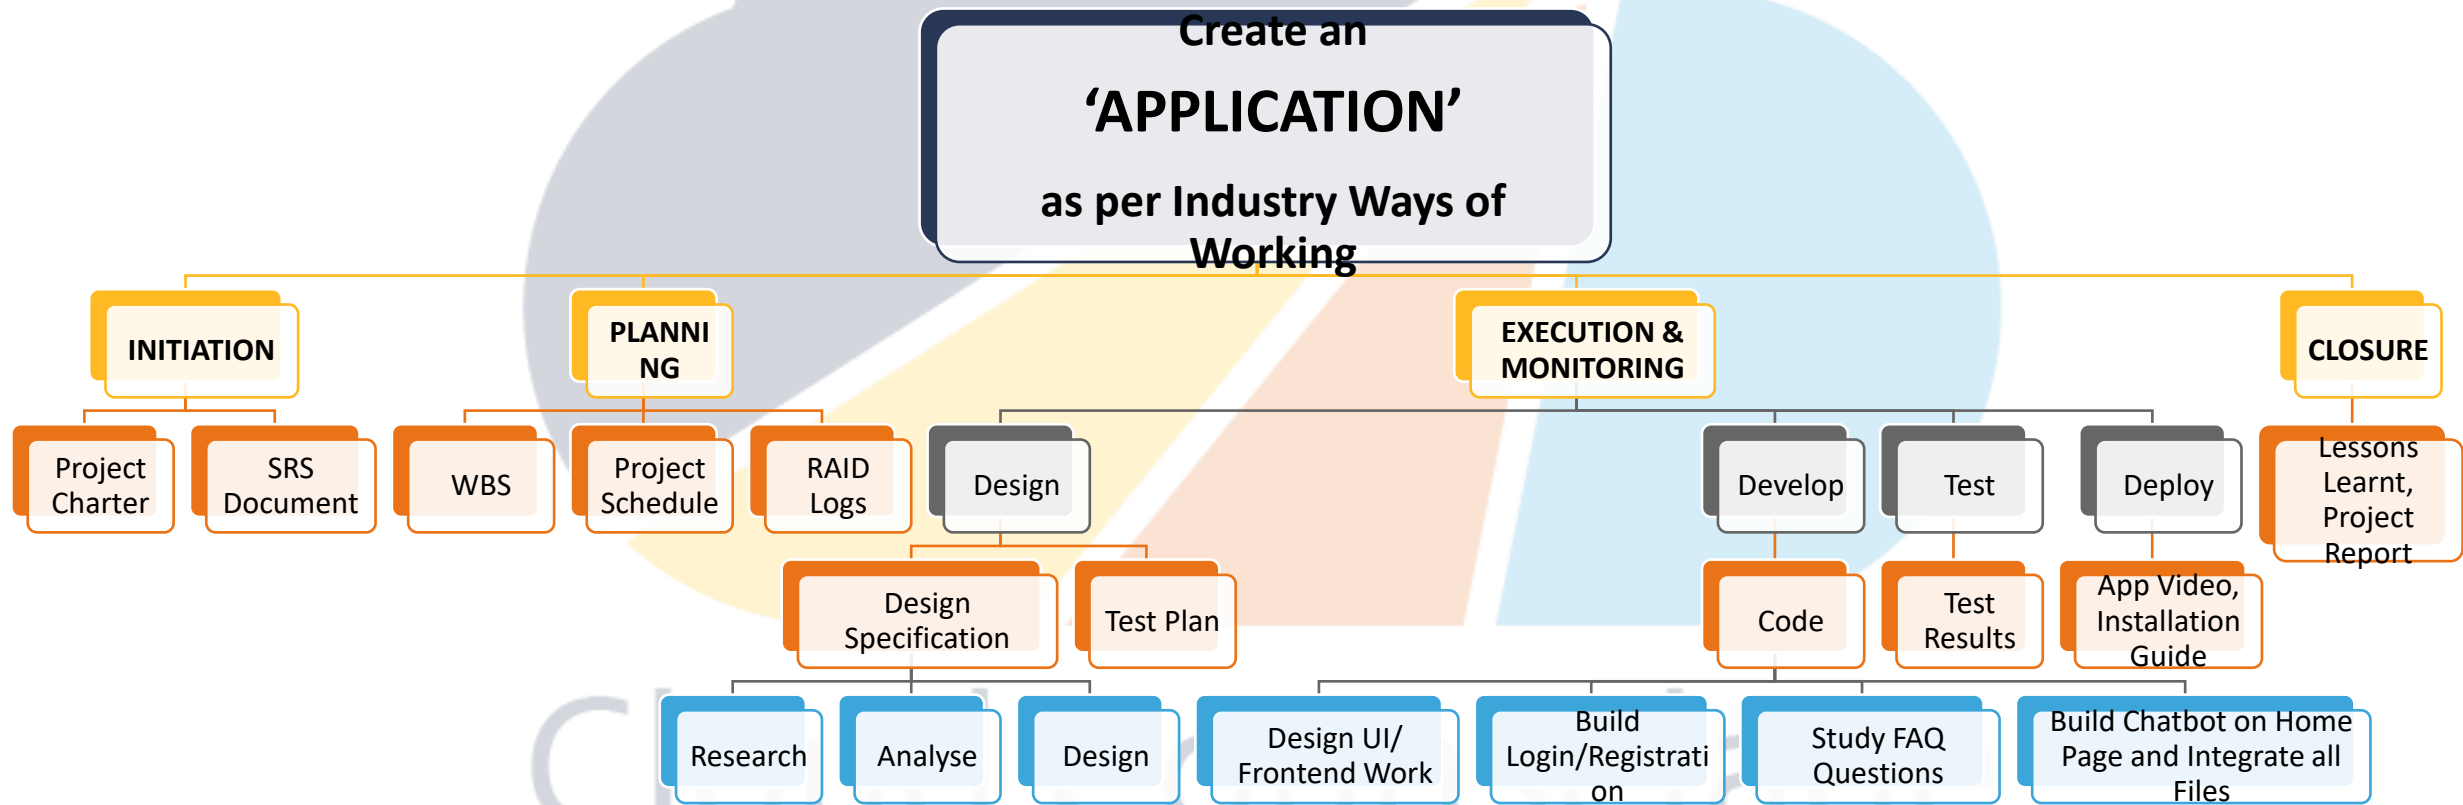 Create an
‘APPLICATION’
as per Industry Ways of
Working
INITIATION
PLANNI
NG
EXECUTION &
MONITORING
CLOSURE
Project
Charter
SRS
Document
WBS
Project
Schedule
RAID
Logs
Design
Develop
Test
Deploy
Lessons
Learnt,
Project
Report
Design
Specification
Test Plan
Code
Test
Results
App Video,
Installation
Guide
Research
Analyse
Design
Design UI/
Frontend Work
Build
Login/Registrati
on
Study FAQ
Questions
Build Chatbot on Home
Page and Integrate all
Files